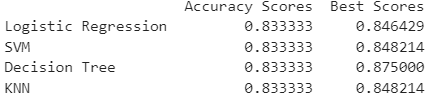 Accuracy Scores Best Scores
Logistic Regression 0.833333 0.846429
SVM 0.833333 0.848214
Decision Tree 0.833333 0.875000
KNN 0.833333 0.848214